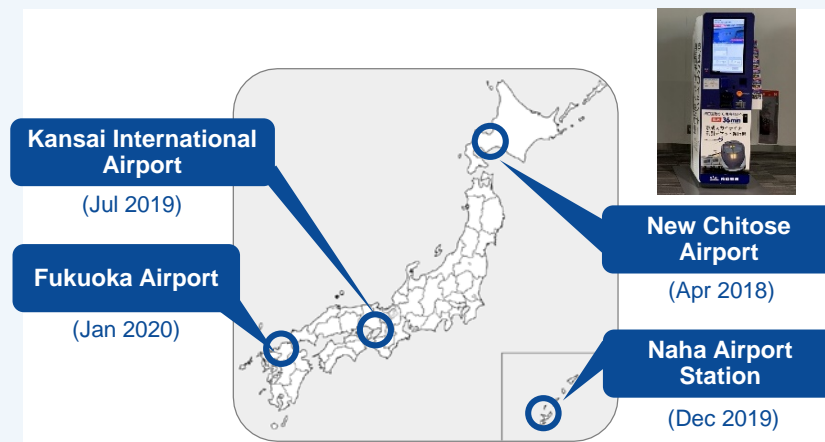 Kansai International
Airport
(Jul 2019)
Fukuoka Airport
(Jan 2020)
36min
New Chitose
Airport
(Apr 2018)
Naha Airport
Station
(Dec 2019)